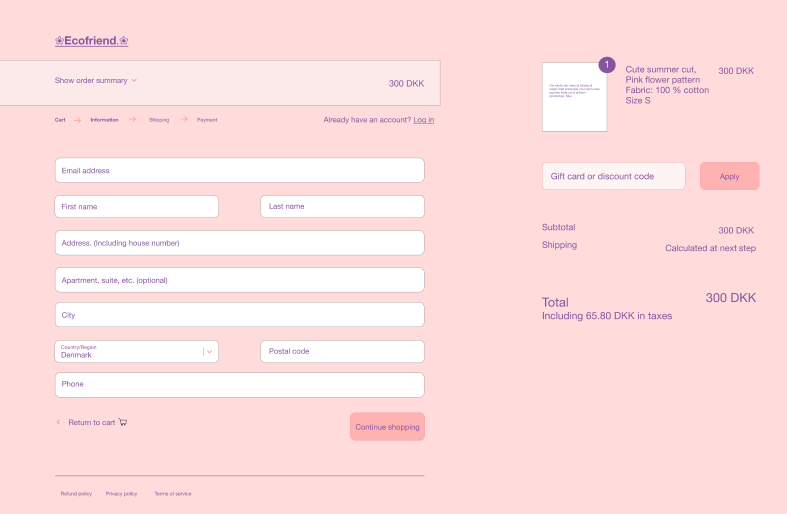 ❀Ecofriend.❀
Show order summary
300 DKK
Cart
Information
Shipping
Payment
Already have an account? Log in
Email address
First name
Last name
Address. (Including house number)
Apartment, suite, etc. (optional)
City
Country/Region
Denmark
Postal code
Phone
Return to cart
Continue shopping
Refund policy
Privacy policy
Terms of service
1
Cute summer cut,
Pink flower pattern
Fabric: 100 % cotton
Size S
300 DKK
Gift card or discount code
Apply
Subtotal
300 DKK
Shipping
Calculated at next step
Total
300 DKK
Including 65.80 DKK in taxes